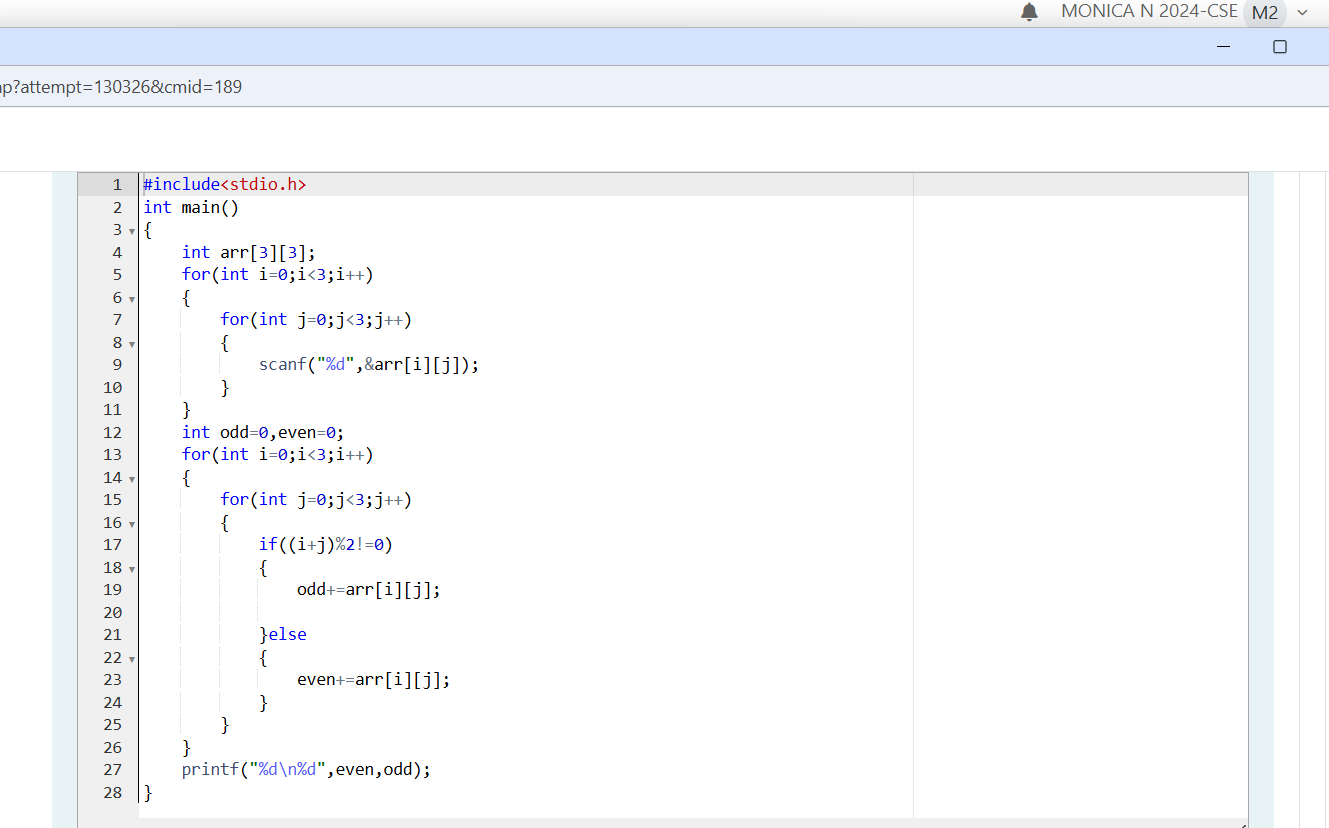 MONICA N 2024-CSE M2
p?attempt=130326&cmid=189
1 #include<stdio.h>
2 int main()
3 {
4     int arr[3][3];
5     for(int i=0;i<3;i++)
6     {
7         for(int j=0;j<3;j++)
8         {
9             scanf("%d",&arr[i][j]);
10         }
11     }
12     int odd=0,even=0;
13     for(int i=0;i<3;i++)
14     {
15         for(int j=0;j<3;j++)
16         {
17             if((i+j)%2!=0)
18             {
19                 odd+=arr[i][j];
20
21             }else
22             {
23                 even+=arr[i][j];
24             }
25         }
26     }
27     printf("%d\n%d",even,odd);
28 }